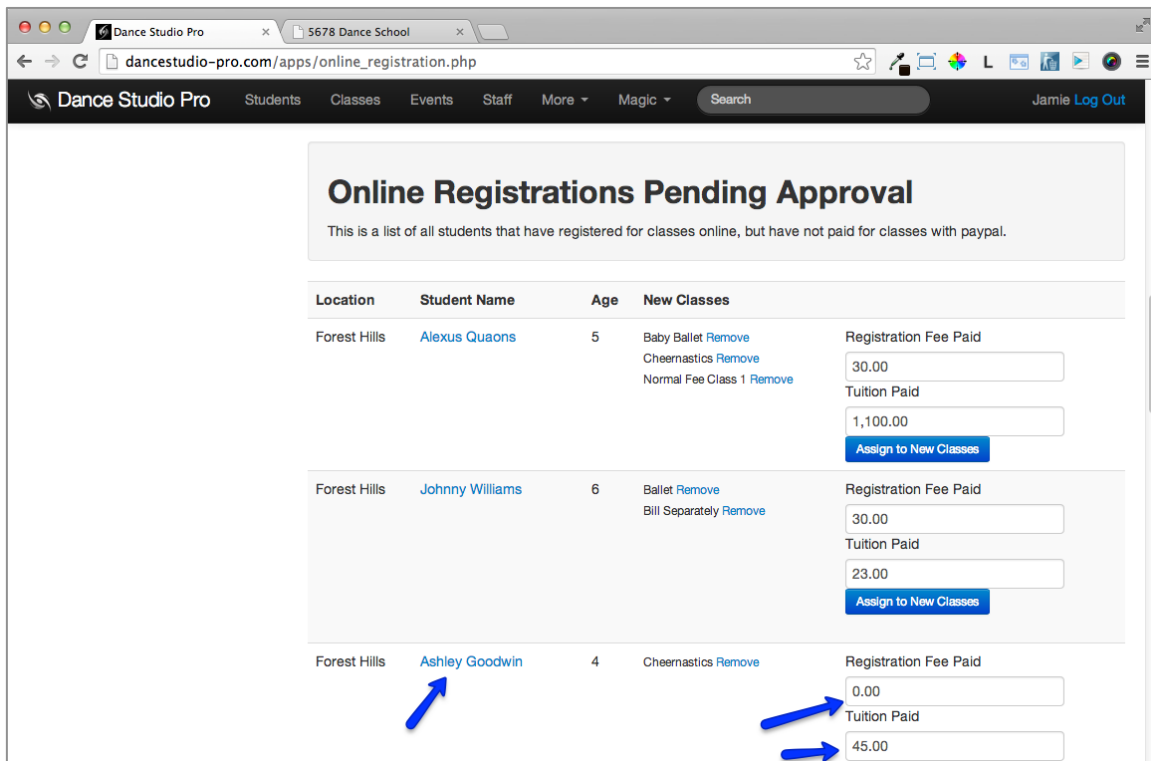 Dance Studio Pro
5678 Dance School
dancestudio-pro.com/apps/online_registration.php
L
Dance Studio Pro Students Classes Events Staff More Magic Search Jamie Log Out
Online Registrations Pending Approval
This is a list of all students that have registered for classes online, but have not paid for classes with paypal.
Location Student Name Age New Classes
Forest Hills Alexus Quaons 5 Baby Ballet Remove Registration Fee Paid
Cheernastics Remove 30.00
Normal Fee Class 1 Remove
Tuition Paid
1,100.00
Assign to New Classes
Forest Hills Johnny Williams 6 Ballet Remove Registration Fee Paid
Bill Separately Remove 30.00
Tuition Paid
23.00
Assign to New Classes
Forest Hills Ashley Goodwin 4 Cheernastics Remove Registration Fee Paid
0.00
Tuition Paid
45.00